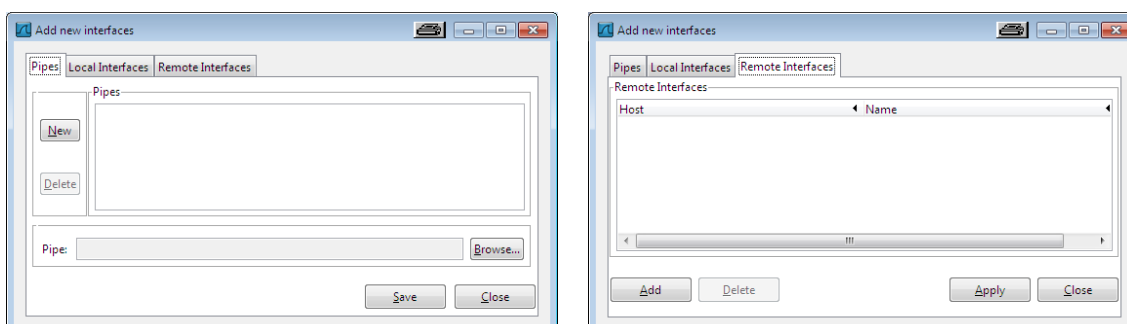 Add new interfaces
Pipes Local Interfaces Remote Interfaces
Pipes
New
Delete
Pipe:
Browse...
Save Close
Add new interfaces
Pipes Local Interfaces Remote Interfaces
Remote Interfaces
Host Name
Add Delete Apply Close